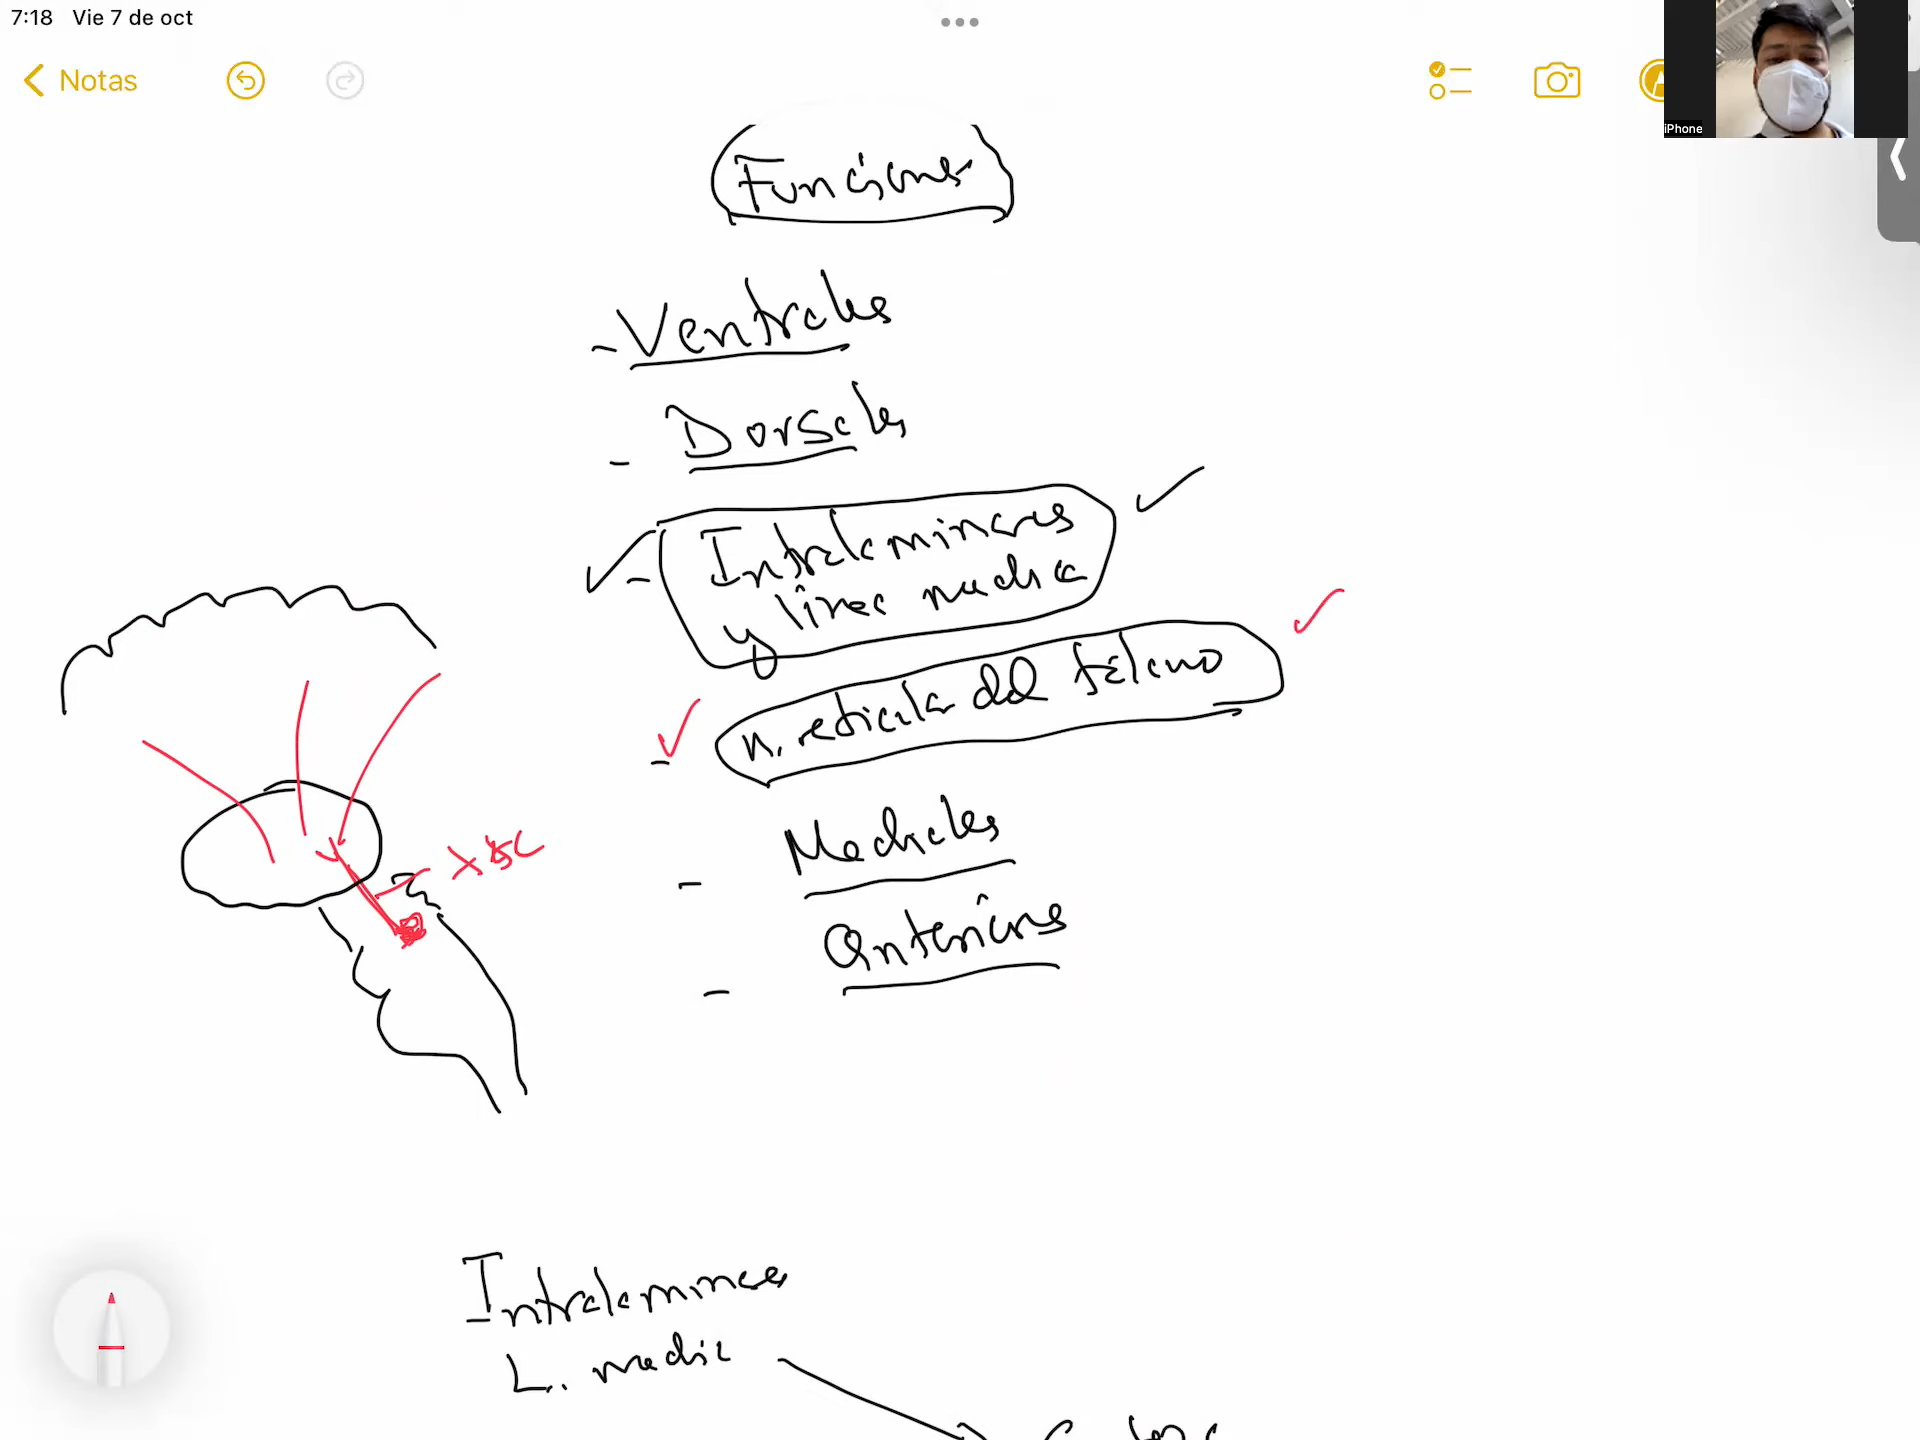 7:18 Vie 7 de oct
Notas
iPhone
Funciones
- Ventrales
- Dorsales
- Intralaminares
y línea media
- n. reticular del tálamo
- Mediales
- Anteriores
Intralaminares
L. media